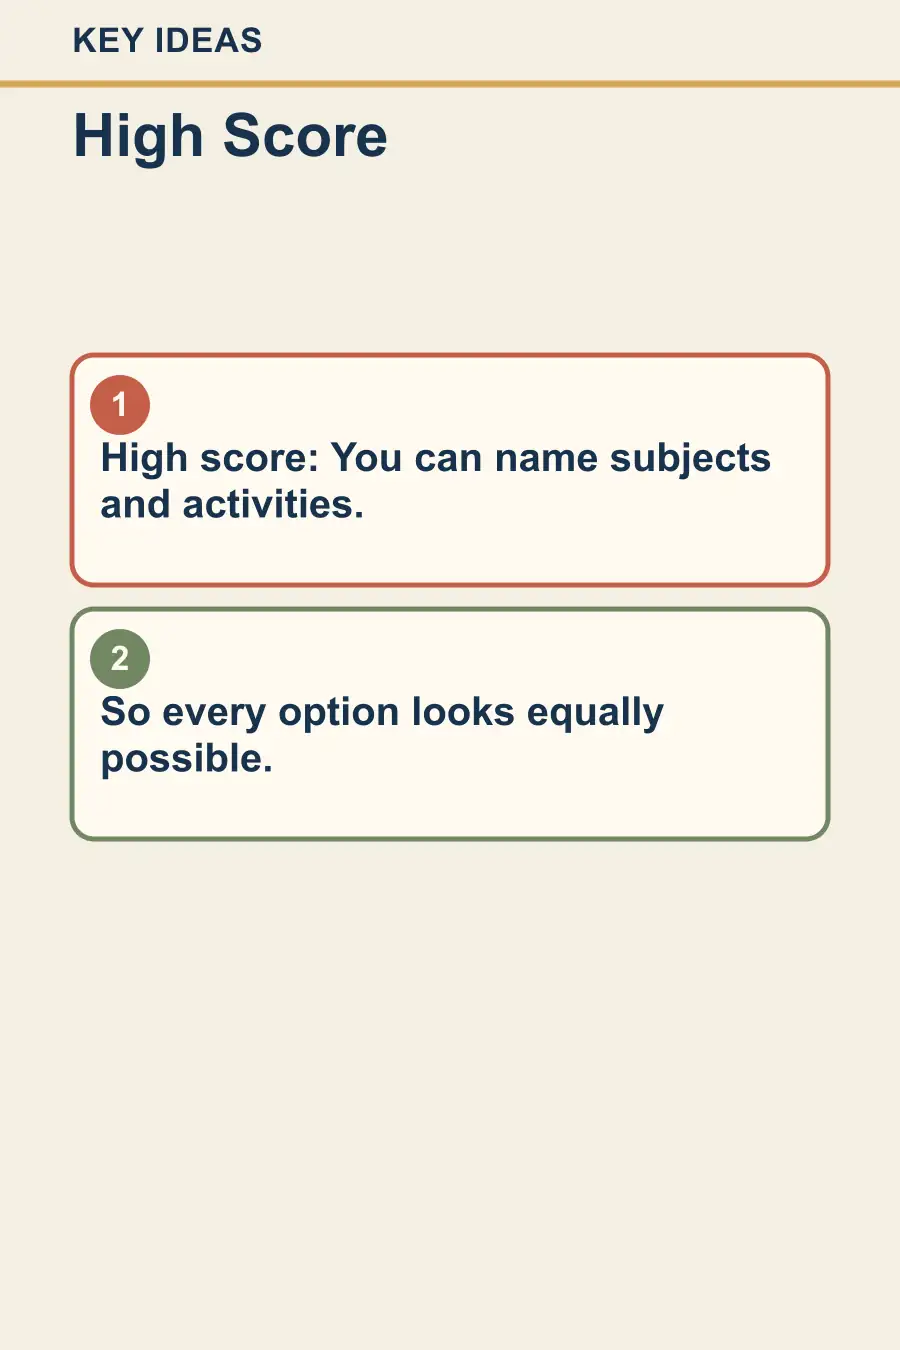 KEY IDEAS
High Score
1
High score: You can name subjects
and activities.
2
So every option looks equally
possible.